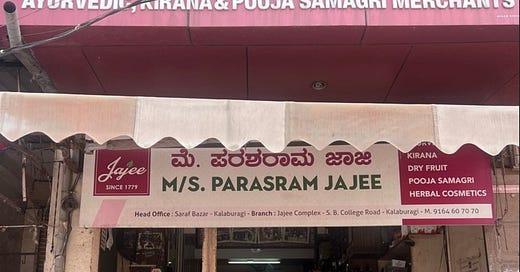 AYURVEDIC, KIRANA & POOJA SAMAGRI MERCHANTS
Jajee
SINCE 1779
ಮೆ. ಪರಶರಾಮ ಜಾಜಿ
M/S. PARASRAM JAJEE
KIRANA
DRY FRUIT
POOJA SAMAGRI
HERBAL COSMETICS
Head Office : Saraf Bazar - Kalaburagi - Branch : Jajee Complex - S. B. College Road - Kalaburagi - M. 9164 60 70 70